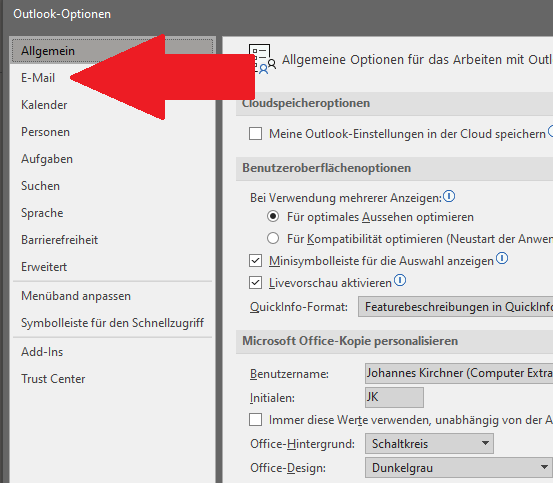 Outlook-Optionen
Allgemein
E-Mail
Kalender
Personen
Aufgaben
Suchen
Sprache
Barrierefreiheit
Erweitert
Menüband anpassen
Symbolleiste für den Schnellzugriff
Add-Ins
Trust Center
Allgemeine Optionen für das Arbeiten mit
Cloudspeicheroptionen
Meine Outlook-Einstellungen in der Cloud speichern
Benutzeroberflächenoptionen
Bei Verwendung mehrerer Anzeigen:
Für optimales Aussehen optimieren
Für Kompatibilität optimieren (Neustart der
Minisymbolleiste für die Auswahl anzeigen
Livevorschau aktivieren
QuickInfo-Format: Featurebeschreibungen in
Microsoft Office-Kopie personalisieren
Benutzername: Johannes Kirchner (Computer
Initialen: JK
Immer diese Werte verwenden, unabhängig von der
Office-Hintergrund: Schaltkreis
Office-Design: Dunkelgrau